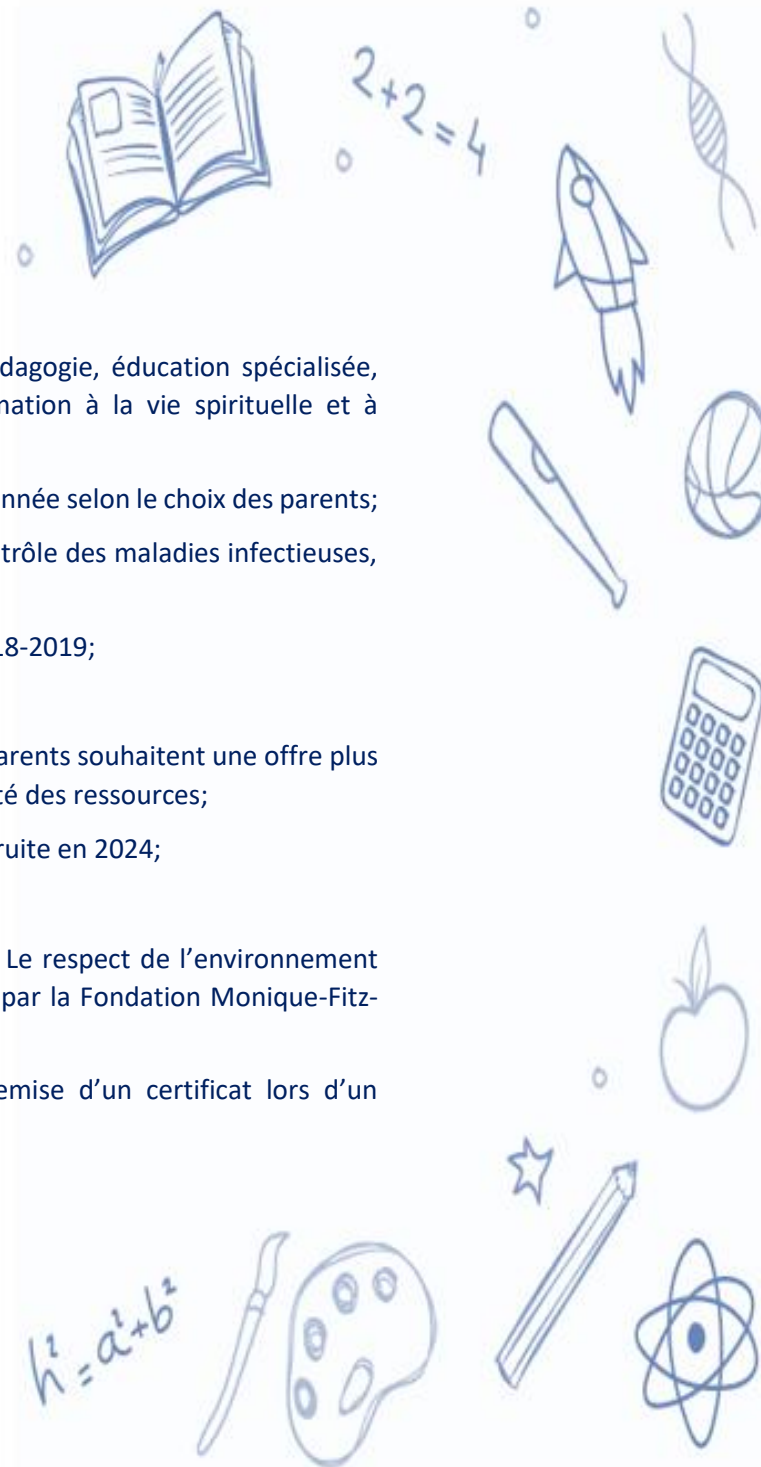 2+2=4
dagogie, éducation spécialisée,
nation à la vie spirituelle et à
nnée selon le choix des parents;
trôle des maladies infectieuses,
18-2019;
arents souhaitent une offre plus
té des ressources;
ruite en 2024;
Le respect de l’environnement
par la Fondation Monique-Fitz-
emise d’un certificat lors d’un
h²=a²+b²